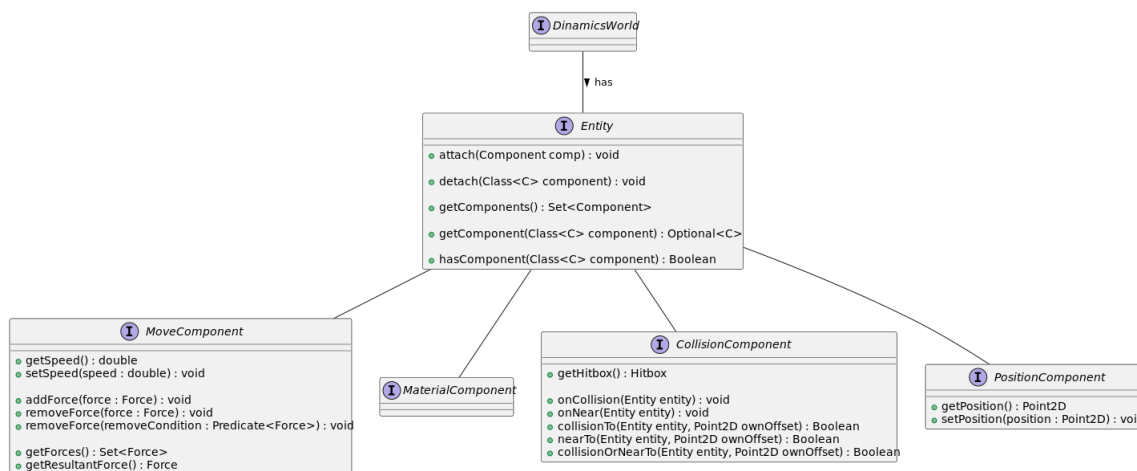 I DinamicsWorld
has
I Entity
attach(Component comp) : void
detach(Class<C> component) : void
getComponents() : Set<Component>
getComponent(Class<C> component) : Optional<C>
hasComponent(Class<C> component) : Boolean
I MoveComponent
getSpeed() : double
setSpeed(speed : double) : void
addForce(force : Force) : void
removeForce(force : Force) : void
removeForce(removeCondition : Predicate<Force>) : void
getForces() : Set<Force>
getResultantForce() : Force
I MaterialComponent
I CollisionComponent
getHitbox() : Hitbox
onCollision(Entity entity) : void
onNear(Entity entity) : void
collisionTo(Entity entity, Point2D ownOffset) : Boolean
nearTo(Entity entity, Point2D ownOffset) : Boolean
collisionOrNearTo(Entity entity, Point2D ownOffset) : Boolean
I PositionComponent
getPosition() : Point2D
setPosition(position : Point2D) : voi